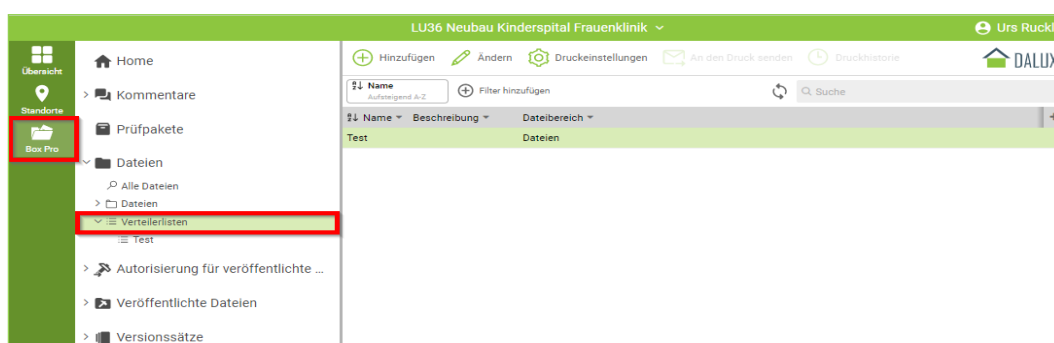 LU36 Neubau Kinderspital Frauenklinik
Urs Ruckl
Übersicht
Standorte
Box Pro
Home
Kommentare
Prüfpakete
Dateien
Alle Dateien
Dateien
Verteilerlisten
Test
Autorisierung für veröffentlichte ...
Veröffentlichte Dateien
Versionssätze
Hinzufügen Ändern Druckeinstellungen An den Druck senden Druckhistorie DALUX
Name
Aufsteigend A-Z
Filter hinzufügen
Suche
Name Beschreibung Dateibereich
Test Dateien